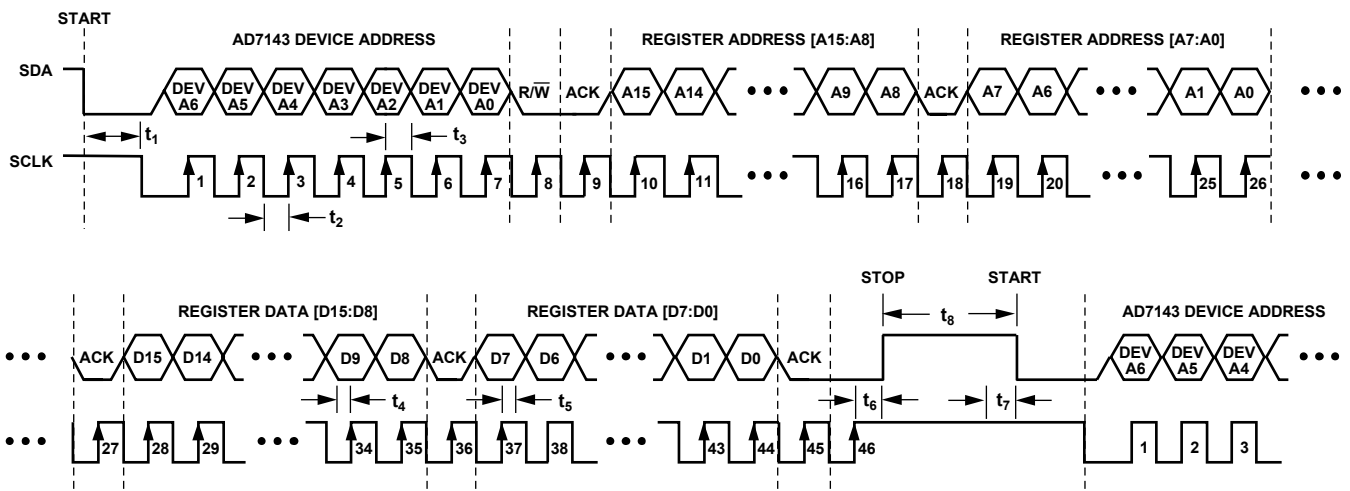 START
AD7143 DEVICE ADDRESS
REGISTER ADDRESS [A15:A8]
REGISTER ADDRESS [A7:A0]
SDA
DEV A6
DEV A5
DEV A4
DEV A3
DEV A2
DEV A1
DEV A0
R/W̅
ACK
A15
A14
A9
A8
ACK
A7
A6
A1
A0
t1
t3
SCLK
1
2
3
4
5
6
7
8
9
10
11
16
17
18
19
20
25
26
t2
STOP
START
REGISTER DATA [D15:D8]
REGISTER DATA [D7:D0]
t8
AD7143 DEVICE ADDRESS
ACK
D15
D14
D9
D8
ACK
D7
D6
D1
D0
ACK
DEV A6
DEV A5
DEV A4
t4
t5
t6
t7
27
28
29
34
35
36
37
38
43
44
45
46
1
2
3